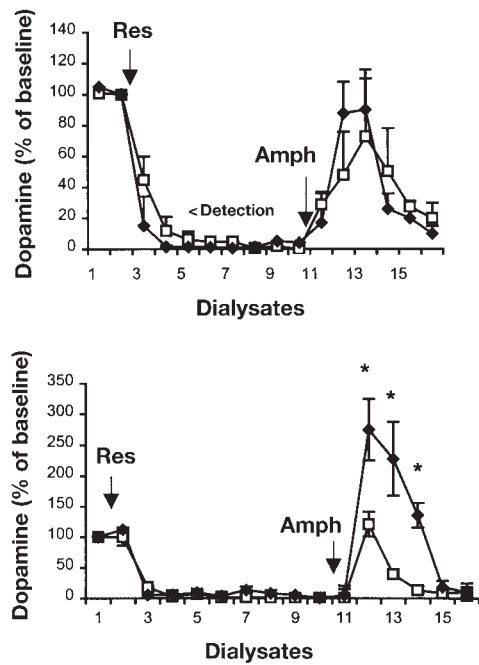 Dopamine (% of baseline)
140
120
100
80
60
40
20
0
Res
Amph
< Detection
1 3 5 7 9 11 13 15
Dialysates
Dopamine (% of baseline)
350
300
250
200
150
100
50
0
Res
Amph
* * *
1 3 5 7 9 11 13 15
Dialysates